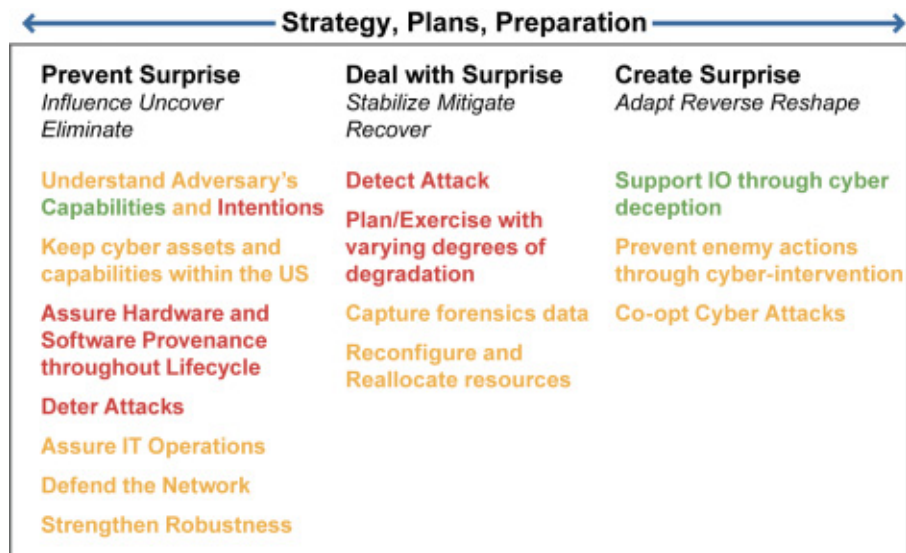 Strategy, Plans, Preparation
Prevent Surprise
Influence Uncover
Eliminate
Understand Adversary's
Capabilities and Intentions
Keep cyber assets and
capabilities within the US
Assure Hardware and
Software Provenance
throughout Lifecycle
Deter Attacks
Assure IT Operations
Defend the Network
Strengthen Robustness
Deal with Surprise
Stabilize Mitigate
Recover
Detect Attack
Plan/Exercise with
varying degrees of
degradation
Capture forensics data
Reconfigure and
Reallocate resources
Create Surprise
Adapt Reverse Reshape
Support IO through cyber
deception
Prevent enemy actions
through cyber-intervention
Co-opt Cyber Attacks